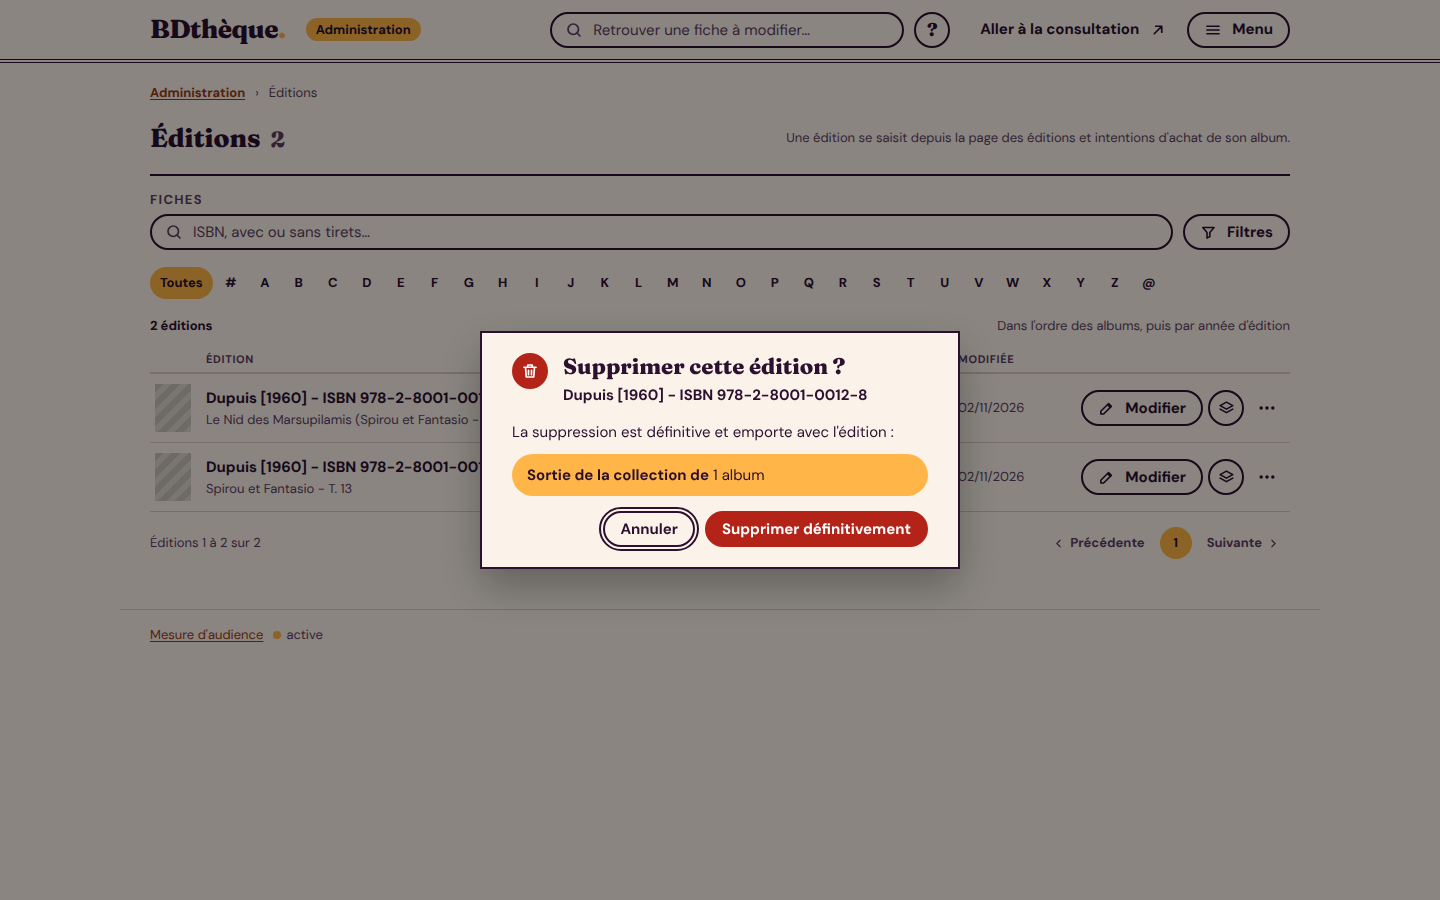 BDthèque.
Administration
Retrouver une fiche à modifier...
?
Aller à la consultation
Menu
Administration › Éditions
Éditions 2
Une édition se saisit depuis la page des éditions et intentions d'achat de son album.
FICHES
ISBN, avec ou sans tirets...
Filtres
Toutes # A B C D E F G H I J K L M N O P Q R S T U V W X Y Z @
2 éditions
Dans l'ordre des albums, puis par année d'édition
ÉDITION
MODIFIÉE
Dupuis [1960] - ISBN 978-2-8001-001
Le Nid des Marsupilamis (Spirou et Fantasio -
02/11/2026
Modifier
Dupuis [1960] - ISBN 978-2-8001-001
Spirou et Fantasio - T. 13
02/11/2026
Modifier
Supprimer cette édition ?
Dupuis [1960] - ISBN 978-2-8001-0012-8
La suppression est définitive et emporte avec l'édition :
Sortie de la collection de 1 album
Annuler
Supprimer définitivement
Éditions 1 à 2 sur 2
‹ Précédente 1 Suivante ›
Mesure d'audience
active